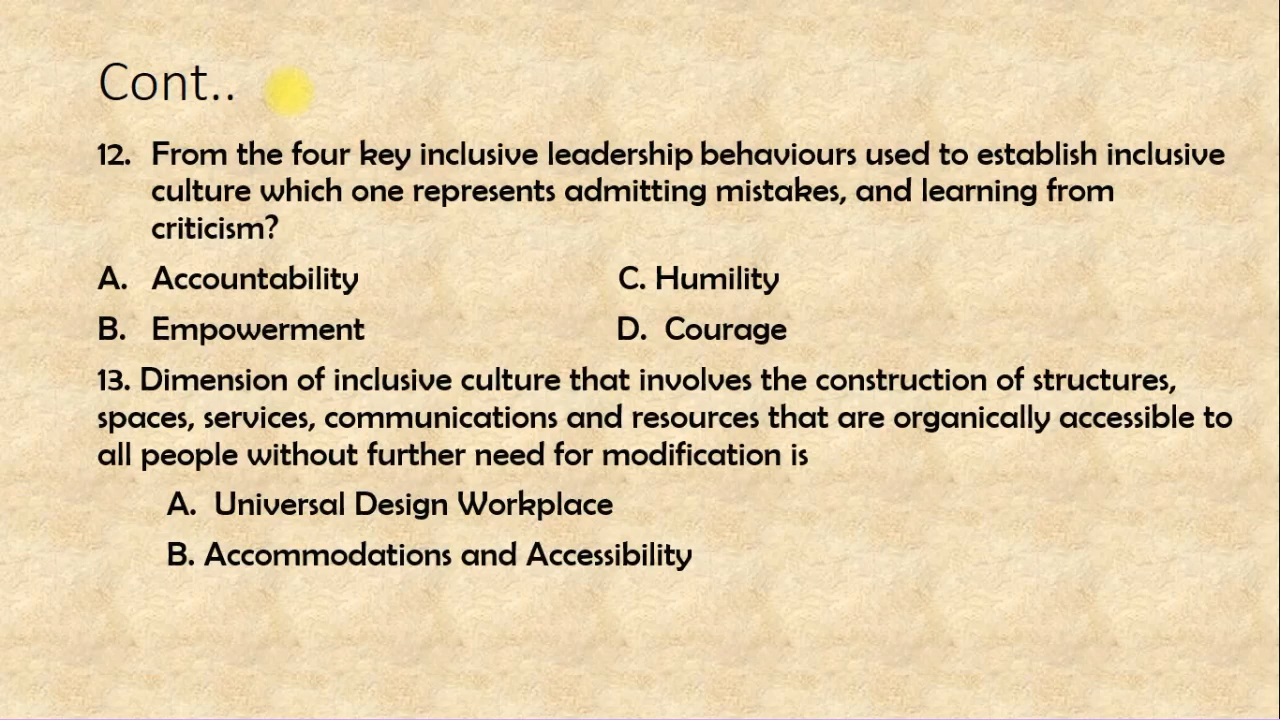 Cont..
12. From the four key inclusive leadership behaviours used to establish inclusive
culture which one represents admitting mistakes, and learning from
criticism?
A. Accountability C. Humility
B. Empowerment D. Courage
13. Dimension of inclusive culture that involves the construction of structures,
spaces, services, communications and resources that are organically accessible to
all people without further need for modification is
A. Universal Design Workplace
B. Accommodations and Accessibility